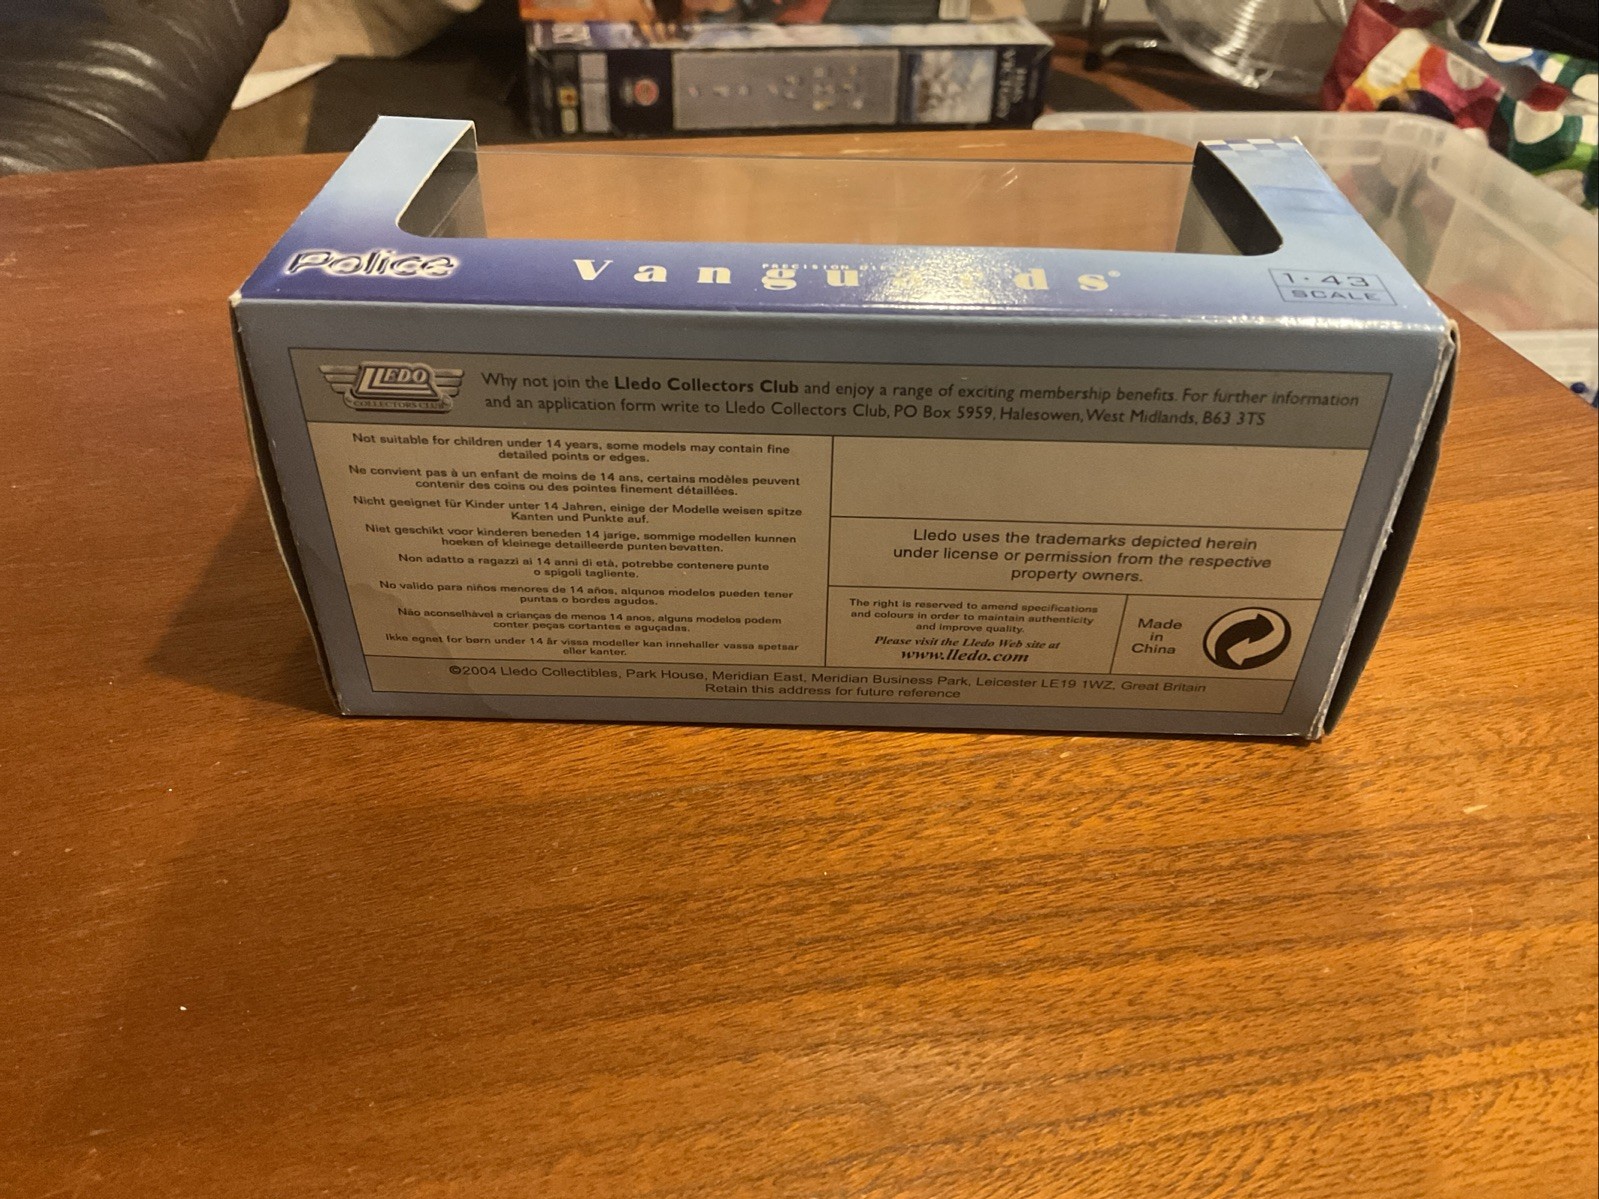 Police
Vanguards®
1:43
SCALE
LLEDO
COLLECTORS CLUB
Why not join the Lledo Collectors Club and enjoy a range of exciting membership benefits. For further information
and an application form write to Lledo Collectors Club, PO Box 5959, Halesowen, West Midlands, B63 3TS
Not suitable for children under 14 years, some models may contain fine
detailed points or edges.
Ne convient pas à un enfant de moins de 14 ans, certains modèles peuvent
contenir des coins ou des pointes finement détaillées.
Nicht geeignet für Kinder unter 14 Jahren, einige der Modelle weisen spitze
Kanten und Punkte auf.
Niet geschikt voor kinderen beneden 14 jarige, sommige modellen kunnen
hoeken of kleinege detailleerde punten bevatten.
Non adatto a ragazzi ai 14 anni di età, potrebbe contenere punte
o spigoli tagliente.
No valido para niños menores de 14 años, alqunos modelos pueden tener
puntas o bordes agudos.
Não aconselhável a crianças de menos 14 anos, alguns modelos podem
conter peças cortantes e aguçadas.
Ikke egnet for børn under 14 år vissa modeller kan innehaller vassa spetsar
eller kanter.
Lledo uses the trademarks depicted herein
under license or permission from the respective
property owners.
The right is reserved to amend specifications
and colours in order to maintain authenticity
and improve quality.
Please visit the Lledo Web site at
www.lledo.com
Made
in
China
©2004 Lledo Collectibles, Park House, Meridian East, Meridian Business Park, Leicester LE19 1WZ, Great Britain
Retain this address for future reference